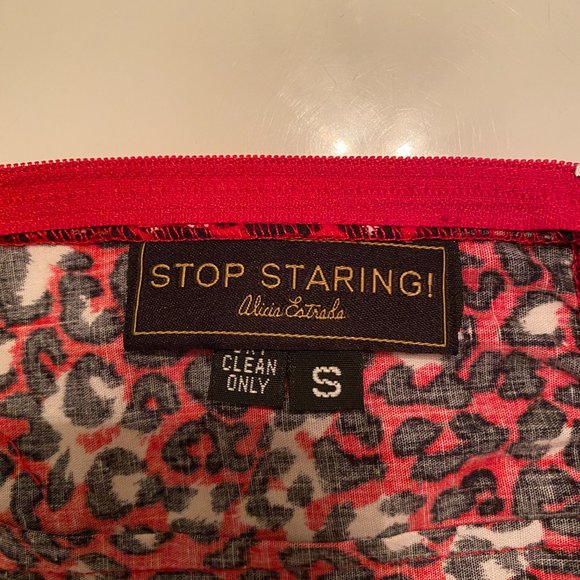 STOP STARING!
Alicia Estrada
CLEAN
ONLY
S